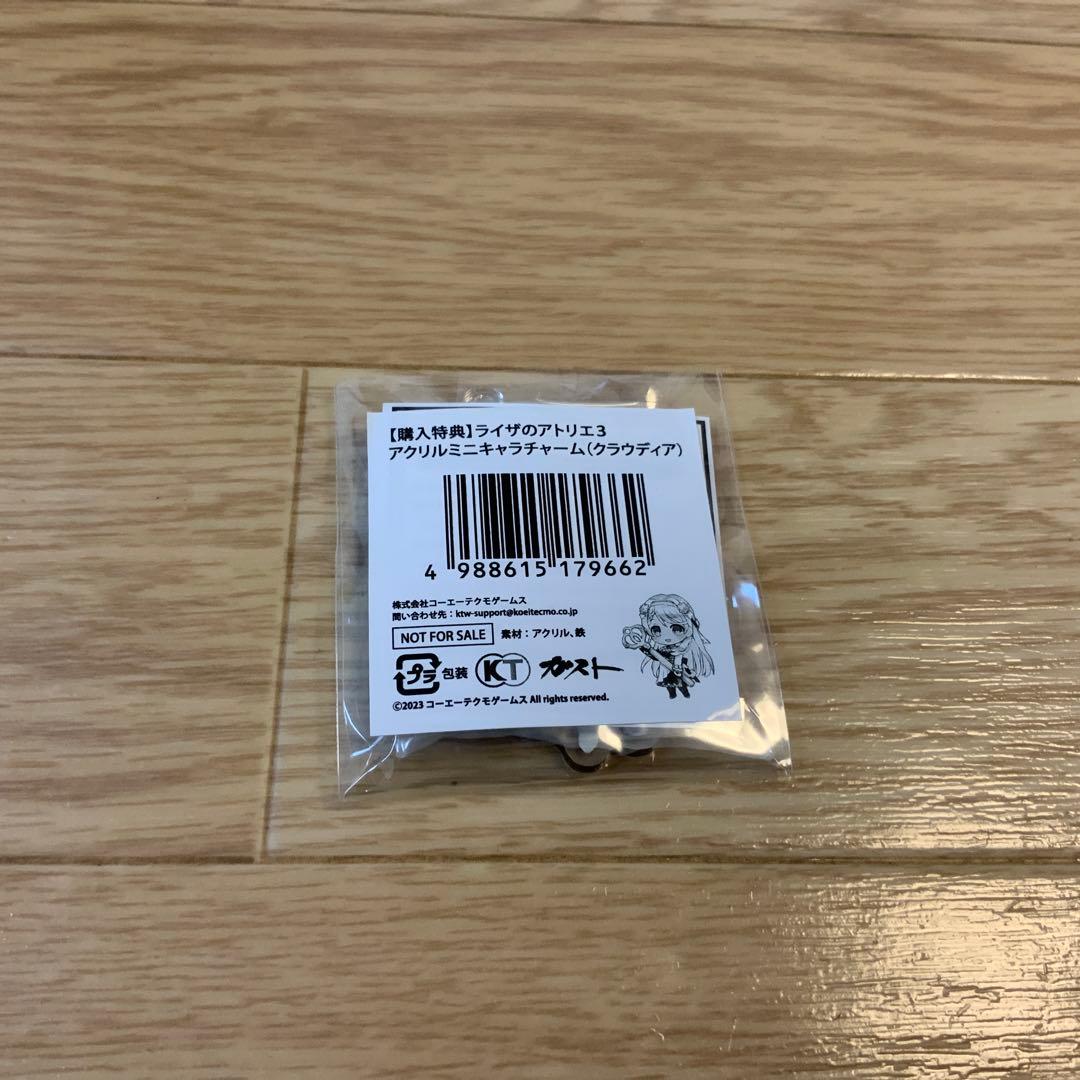 【購入特典】ライザのアトリエ３
アクリルミニキャラチャーム（クラウディア）
4 988615 179662
株式会社コーエーテクモゲームス
問い合わせ先：ktw-support@koeitecmo.co.jp
NOT FOR SALE 素材：アクリル、鉄
プラ 包装 KT ガスト
©2023 コーエーテクモゲームス All rights reserved.